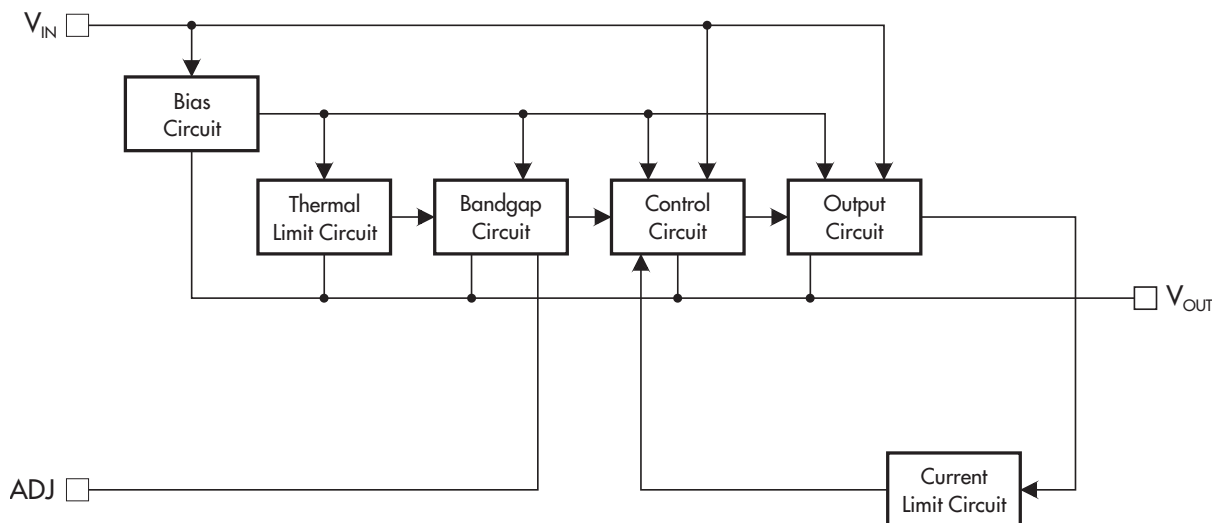 V_IN
Bias
Circuit
Thermal
Limit Circuit
Bandgap
Circuit
Control
Circuit
Output
Circuit
V_OUT
ADJ
Current
Limit Circuit